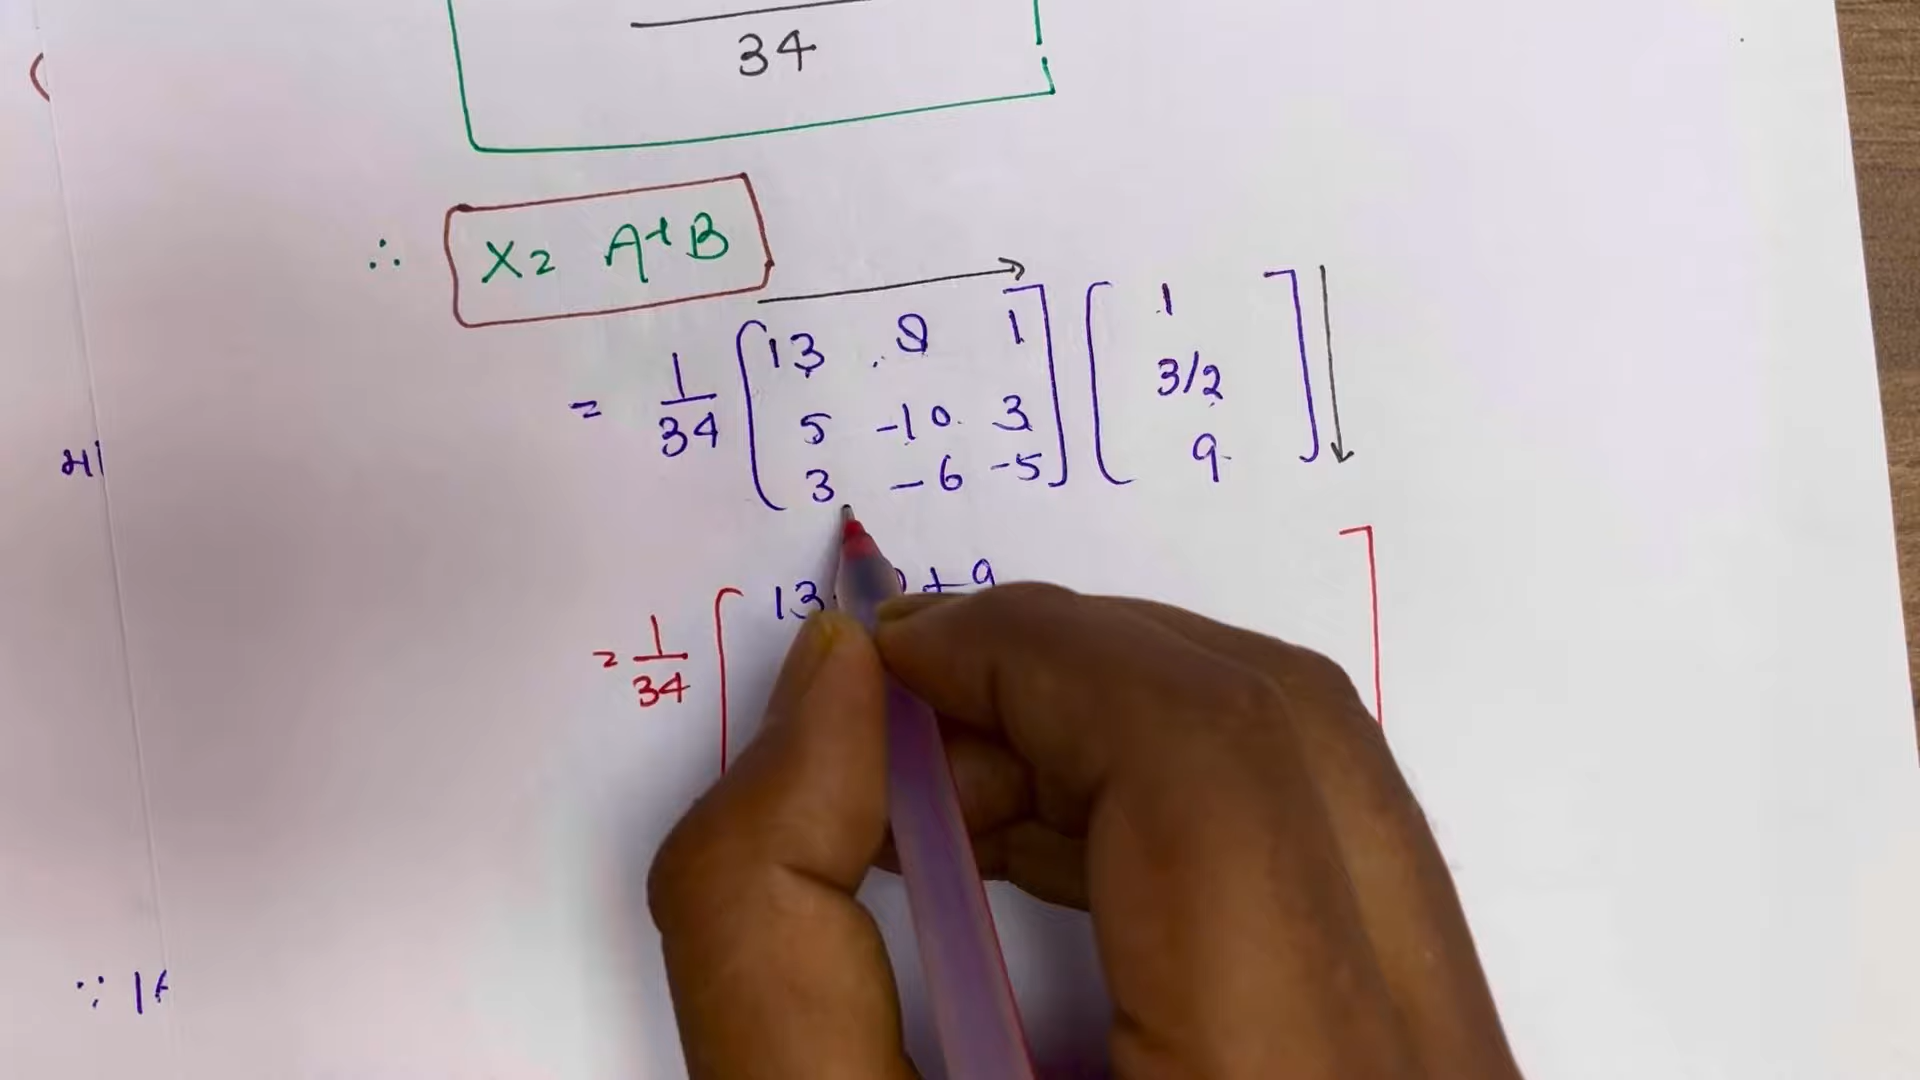 34
∴ X = A⁻¹B
= 1/34 [13 8 1] [1]
[5 -10 3] [3/2]
[3 -6 -5] [9]
= 1/34 [13 + 9 ]
∵ |A